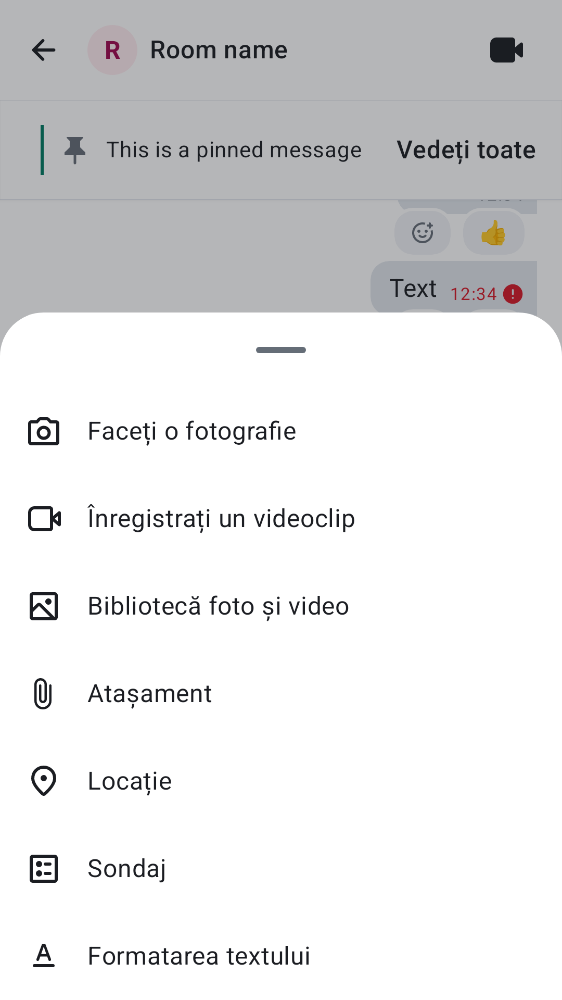 R Room name
This is a pinned message Vedeți toate
Text 12:34
Faceți o fotografie
Înregistrați un videoclip
Bibliotecă foto și video
Atașament
Locație
Sondaj
Formatarea textului